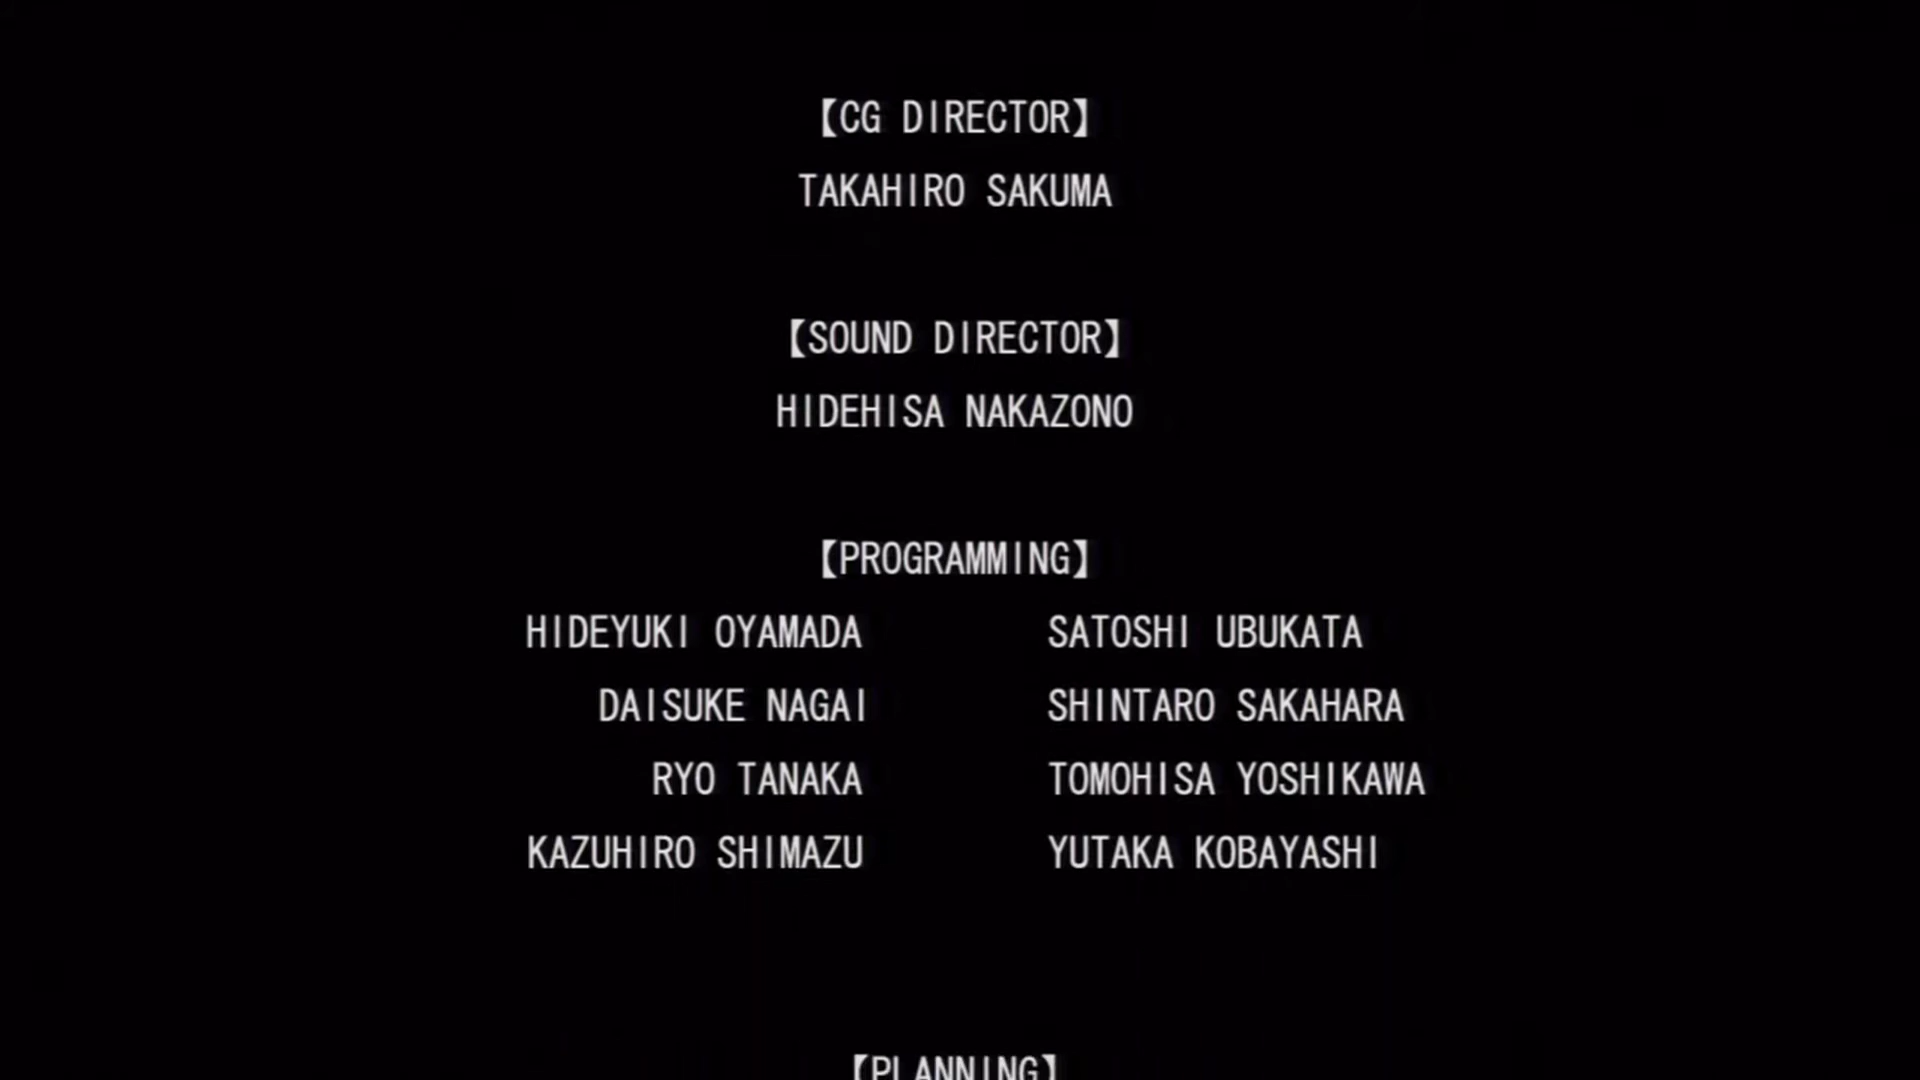 【CG DIRECTOR】
TAKAHIRO SAKUMA
【SOUND DIRECTOR】
HIDEHISA NAKAZONO
【PROGRAMMING】
HIDEYUKI OYAMADA SATOSHI UBUKATA
DAISUKE NAGAI SHINTARO SAKAHARA
RYO TANAKA TOMOHISA YOSHIKAWA
KAZUHIRO SHIMAZU YUTAKA KOBAYASHI
【PLANNING】